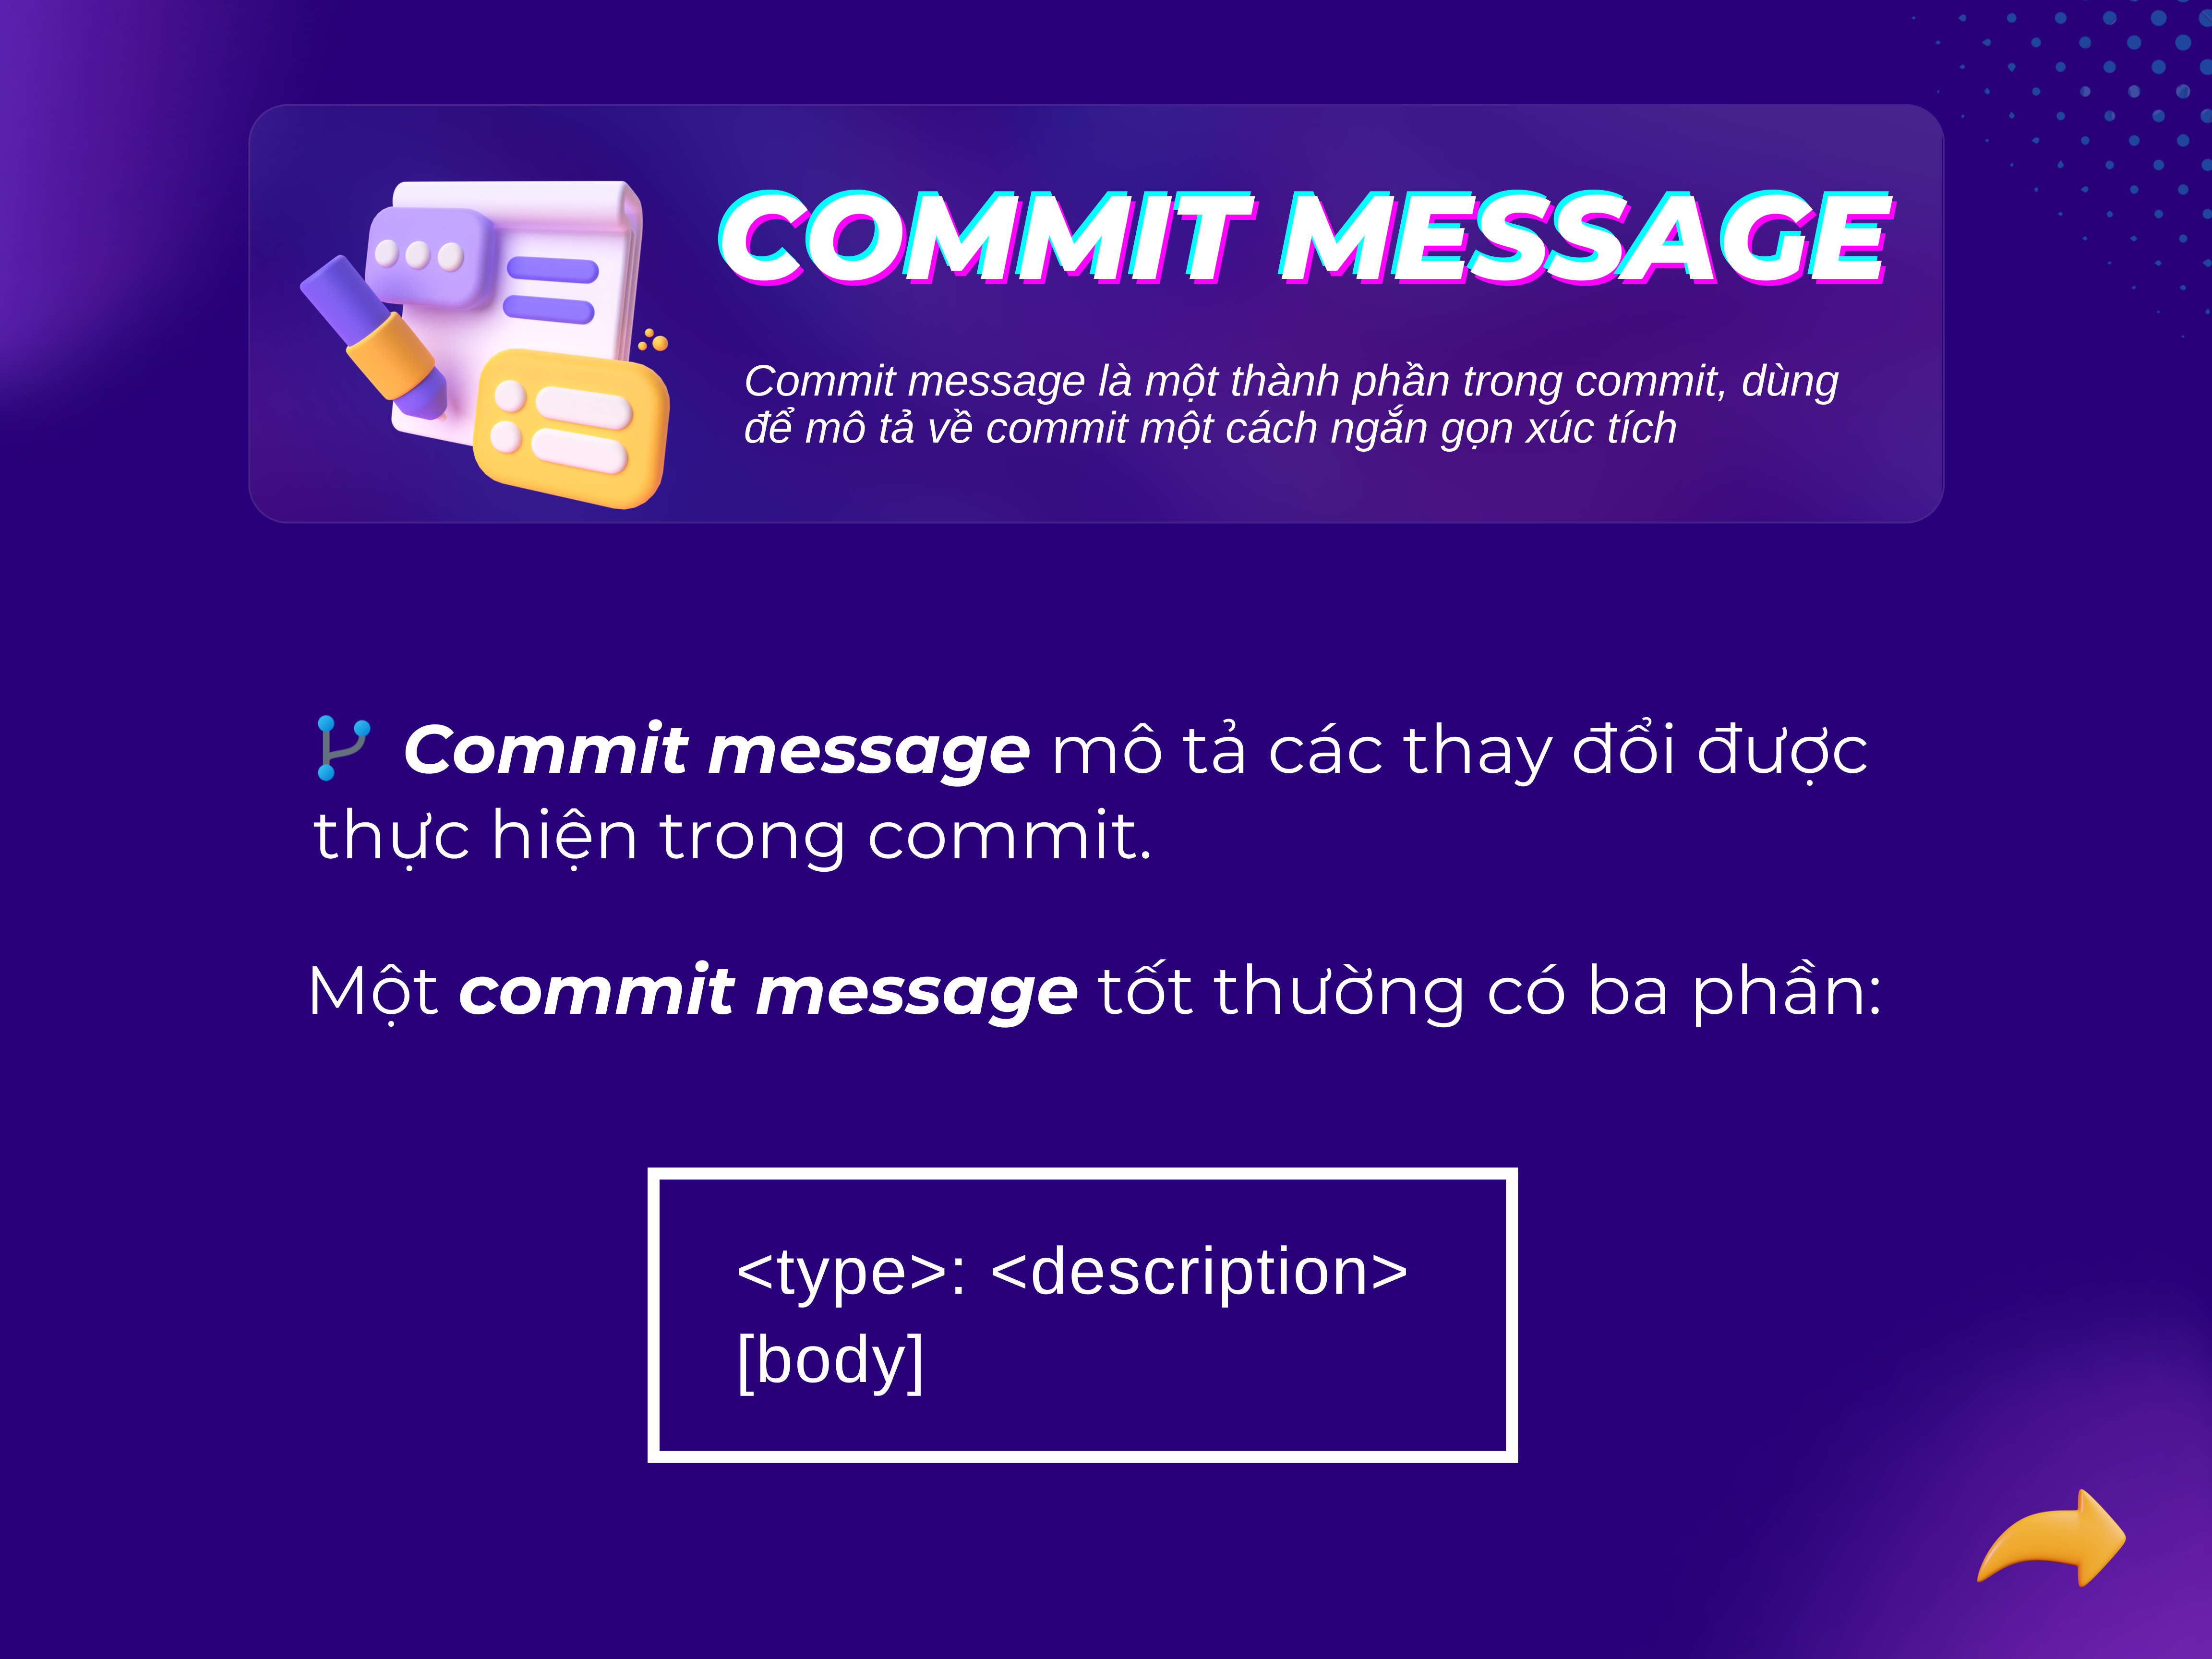 COMMIT MESSAGE
Commit message là một thành phần trong commit, dùng
để mô tả về commit một cách ngắn gọn xúc tích
Commit message mô tả các thay đổi được
thực hiện trong commit.
Một commit message tốt thường có ba phần:
<type>: <description>
[body]